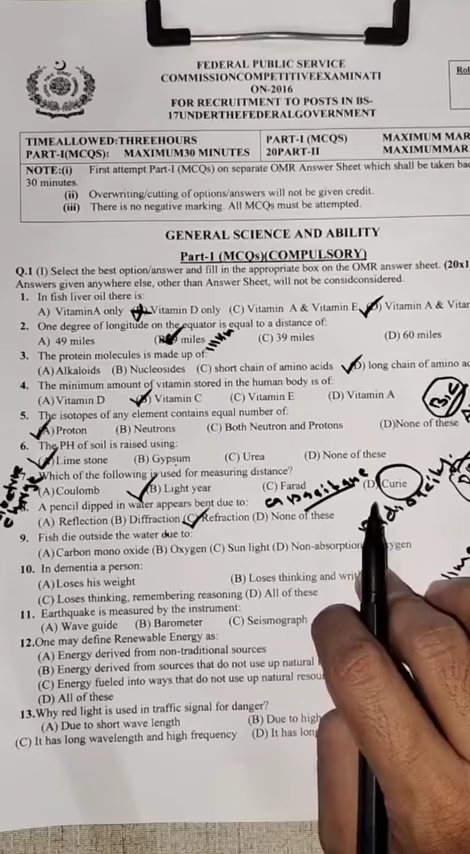 FEDERAL PUBLIC SERVICE
COMMISSIONCOMPETITIVEEXAMINATI
ON-2016
FOR RECRUITMENT TO POSTS IN BS-
17UNDERTHEFEDERALGOVERNMENT
TIMEALLOWED:THREEHOURS PART-I (MCQS) MAXIMUM MAR
PART-I(MCQS): MAXIMUM30 MINUTES 20PART-II MAXIMUMMAR
NOTE:(i) First attempt Part-I (MCQs) on separate OMR Answer Sheet which shall be taken bac
30 minutes.
(ii) Overwriting/cutting of options/answers will not be given credit.
(iii) There is no negative marking. All MCQs must be attempted.
GENERAL SCIENCE AND ABILITY
Part-1 (MCQs)(COMPULSORY)
Q.1 (I) Select the best option/answer and fill in the appropriate box on the OMR answer sheet. (20x1
Answers given anywhere else, other than Answer Sheet, will not be considconsidered.
1. In fish liver oil there is:
A) VitaminA only Vitamin D only (C) Vitamin A & Vitamin E Vitamin A & Vitar
2. One degree of longitude on the equator is equal to a distance of:
A) 49 miles miles (C) 39 miles (D) 60 miles
3. The protein molecules is made up of:
(A) Alkaloids (B) Nucleosides (C) short chain of amino acids D) long chain of amino ac
4. The minimum amount of vitamin stored in the human body is of:
(A) Vitamin D Vitamin C (C) Vitamin E (D) Vitamin A
5. The isotopes of any element contains equal number of:
A) Proton (B) Neutrons (C) Both Neutron and Protons (D)None of these
6. The PH of soil is raised using:
Lime stone (B) Gypsum (C) Urea (D) None of these
Which of the following is used for measuring distance?
(A) Coulomb (B) Light year (C) Farad (D) Curie
A pencil dipped in water appears bent due to:
(A) Reflection (B) Diffraction (C) Refraction (D) None of these
9. Fish die outside the water due to:
(A) Carbon mono oxide (B) Oxygen (C) Sun light (D) Non-absorption
10. In dementia a person:
(A) Loses his weight (B) Loses thinking and
(C) Loses thinking, remembering reasoning (D) All of these
11. Earthquake is measured by the instrument:
(A) Wave guide (B) Barometer (C) Seismograph
12.One may define Renewable Energy as:
(A) Energy derived from non-traditional sources
(B) Energy derived from sources that do not use up natural
(C) Energy fueled into ways that do not use up natural resou
(D) All of these
13.Why red light is used in traffic signal for danger?
(A) Due to short wave length (B) Due to high
(C) It has long wavelength and high frequency (D) It has lon